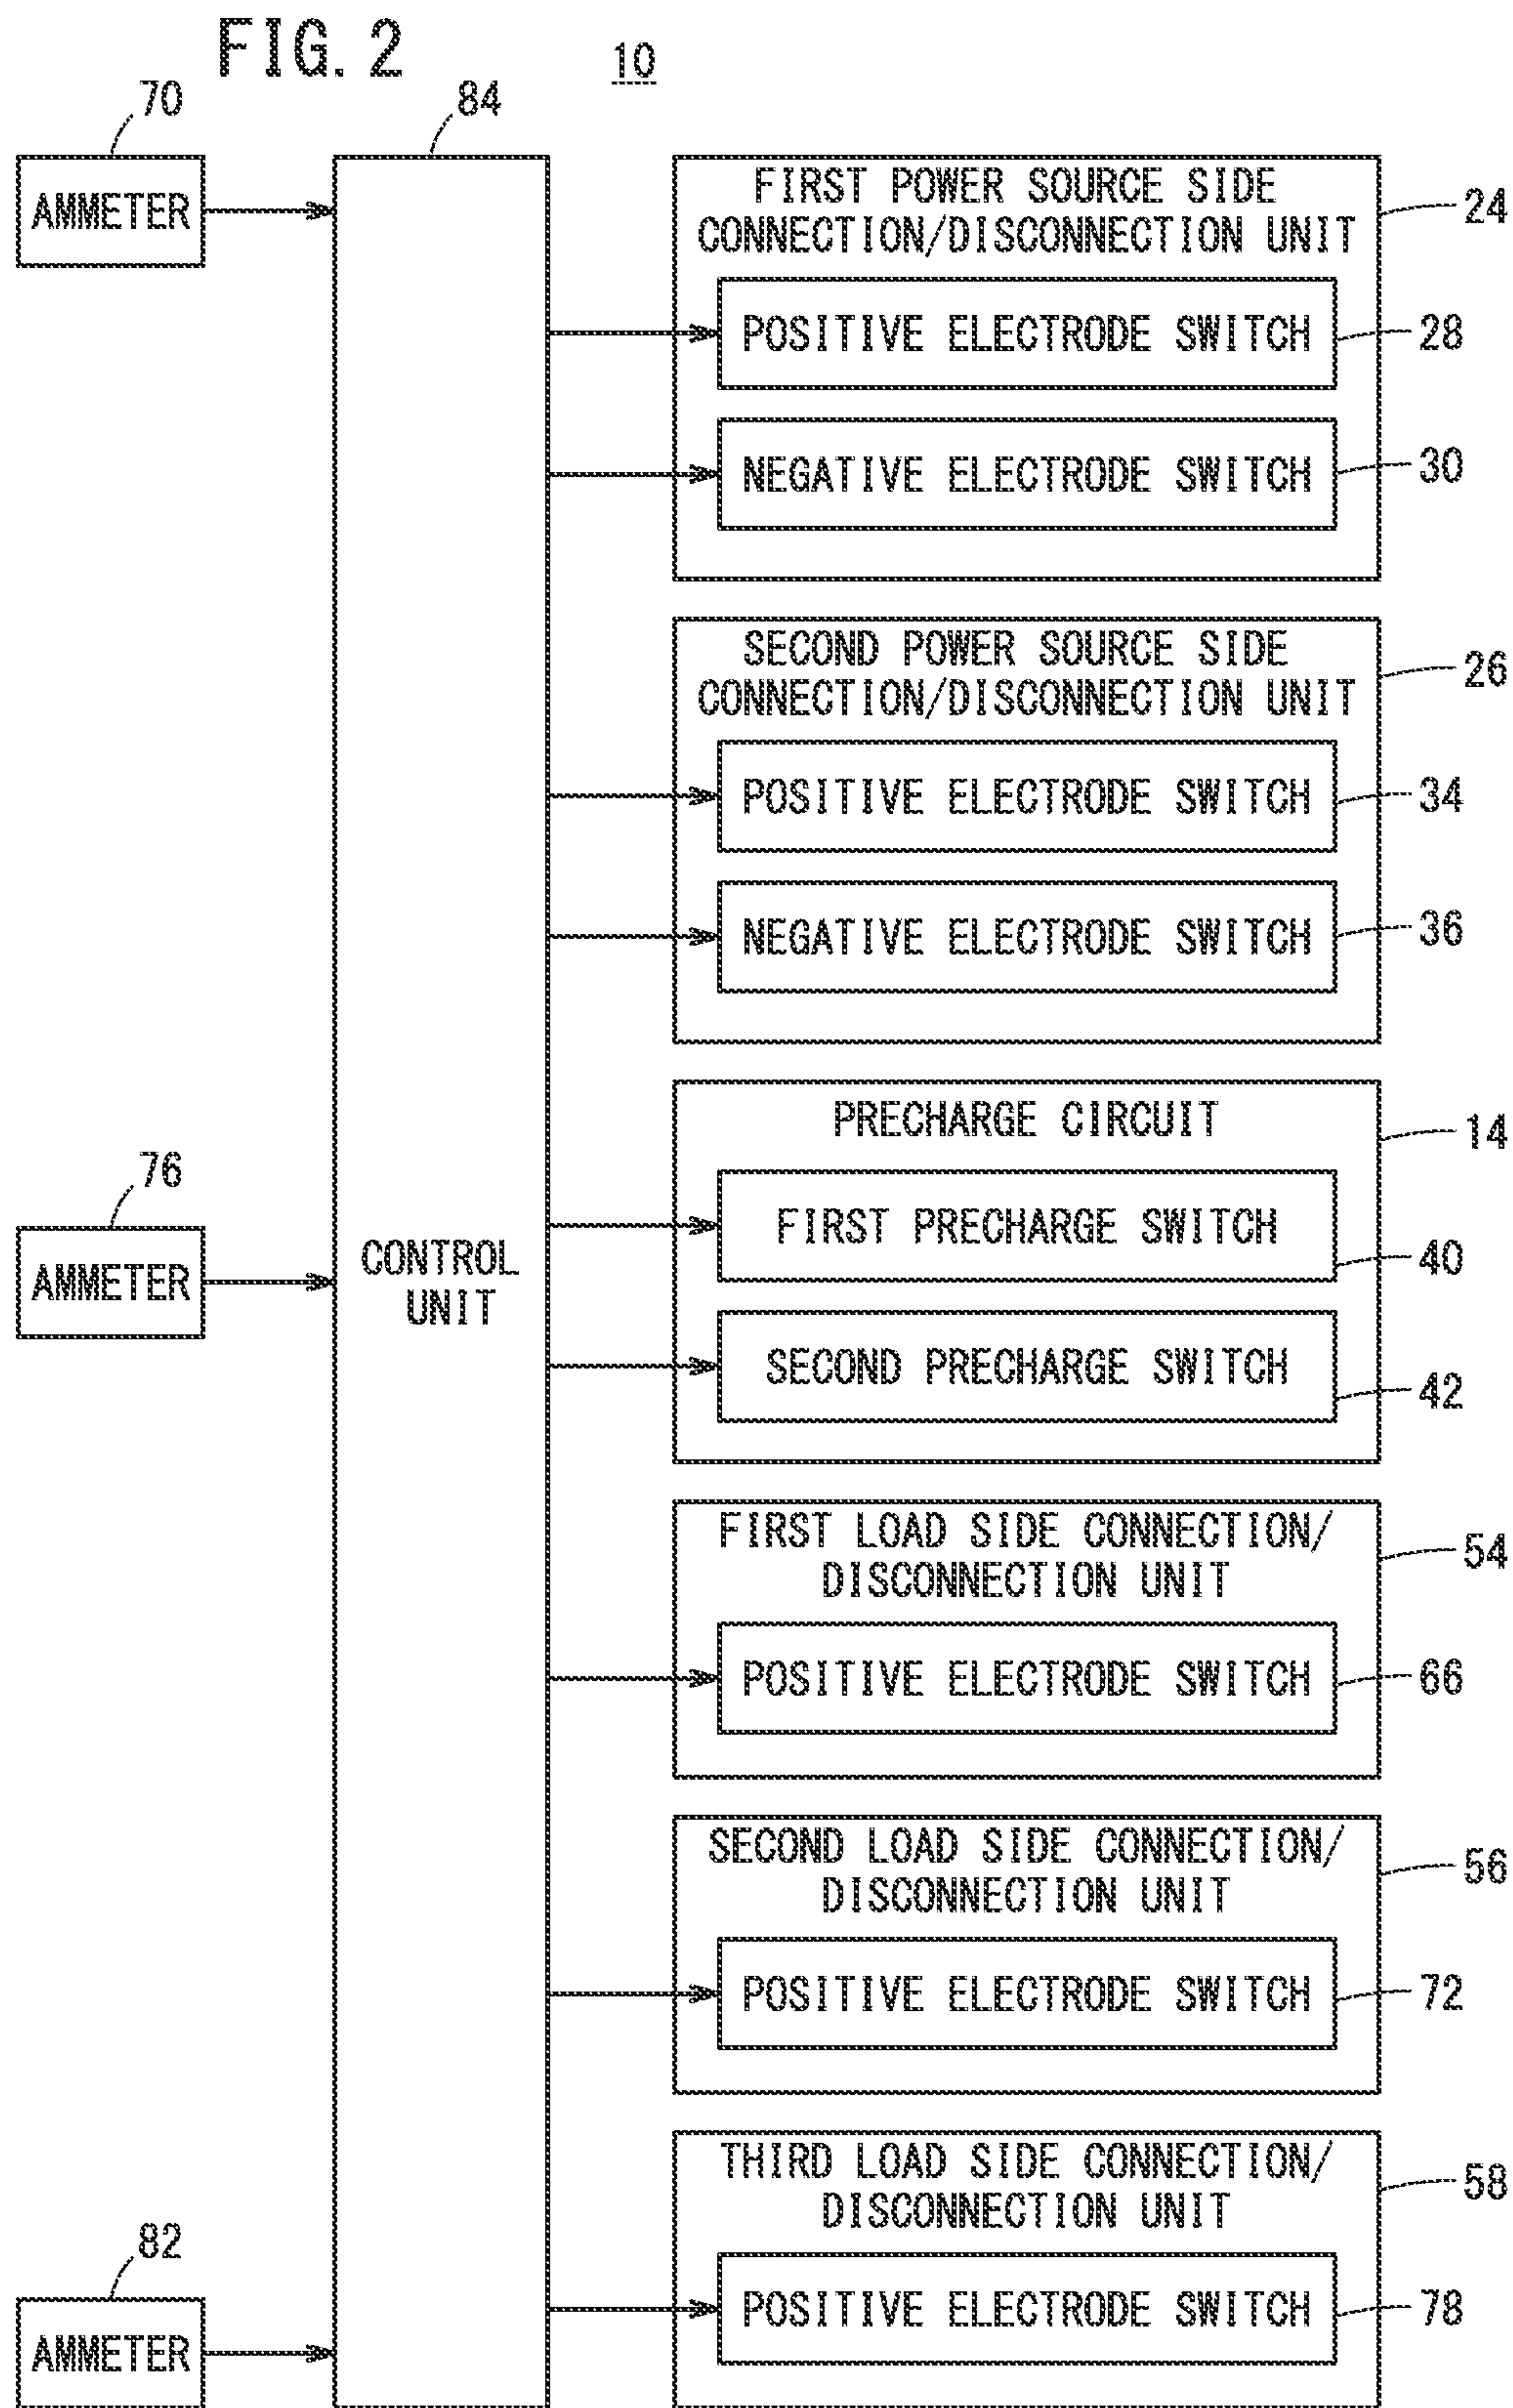 FIG. 2
10
70
AMMETER
84
CONTROL
UNIT
76
AMMETER
82
AMMETER
FIRST POWER SOURCE SIDE
CONNECTION/DISCONNECTION UNIT
24
POSITIVE ELECTRODE SWITCH
28
NEGATIVE ELECTRODE SWITCH
30
SECOND POWER SOURCE SIDE
CONNECTION/DISCONNECTION UNIT
26
POSITIVE ELECTRODE SWITCH
34
NEGATIVE ELECTRODE SWITCH
36
PRECHARGE CIRCUIT
14
FIRST PRECHARGE SWITCH
40
SECOND PRECHARGE SWITCH
42
FIRST LOAD SIDE CONNECTION/
DISCONNECTION UNIT
54
POSITIVE ELECTRODE SWITCH
66
SECOND LOAD SIDE CONNECTION/
DISCONNECTION UNIT
56
POSITIVE ELECTRODE SWITCH
72
THIRD LOAD SIDE CONNECTION/
DISCONNECTION UNIT
58
POSITIVE ELECTRODE SWITCH
78